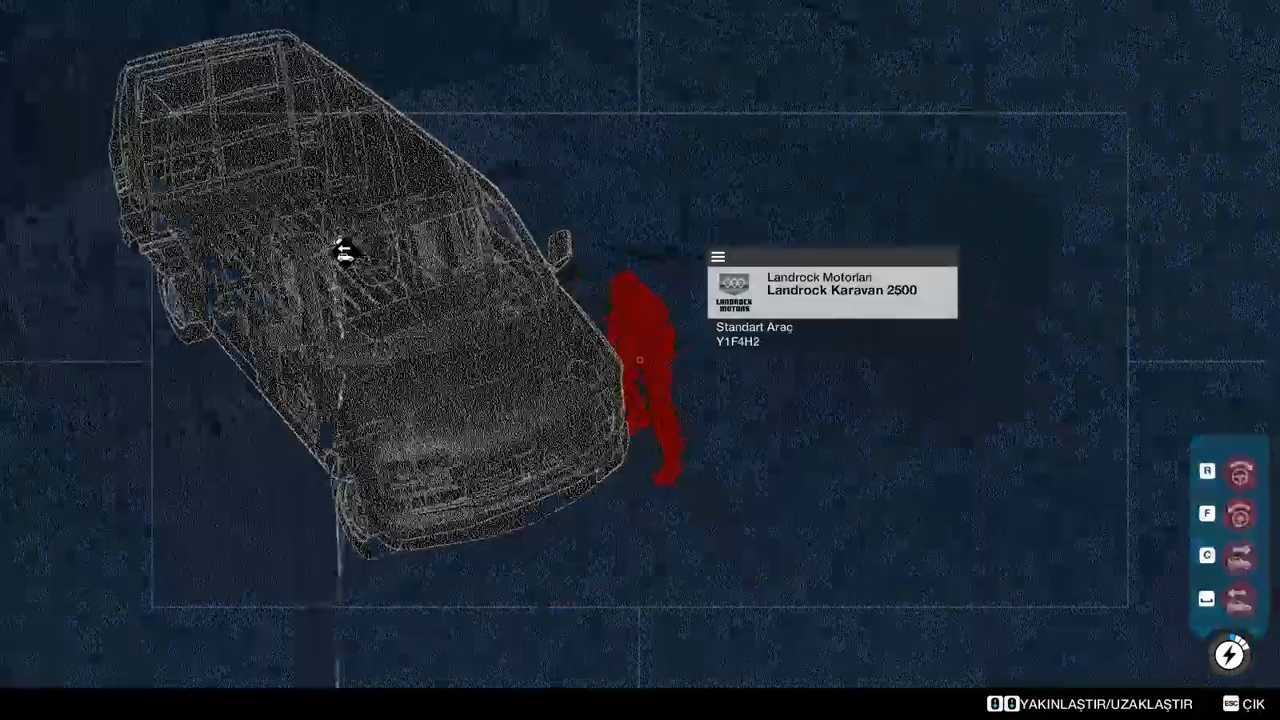 Landrock Motorları
Landrock Karavan 2500
LANDROCK
MOTORS
Standart Araç
Y1F4H2
R
F
C
YAKINLAŞTIR/UZAKLAŞTIR
ESC ÇIK